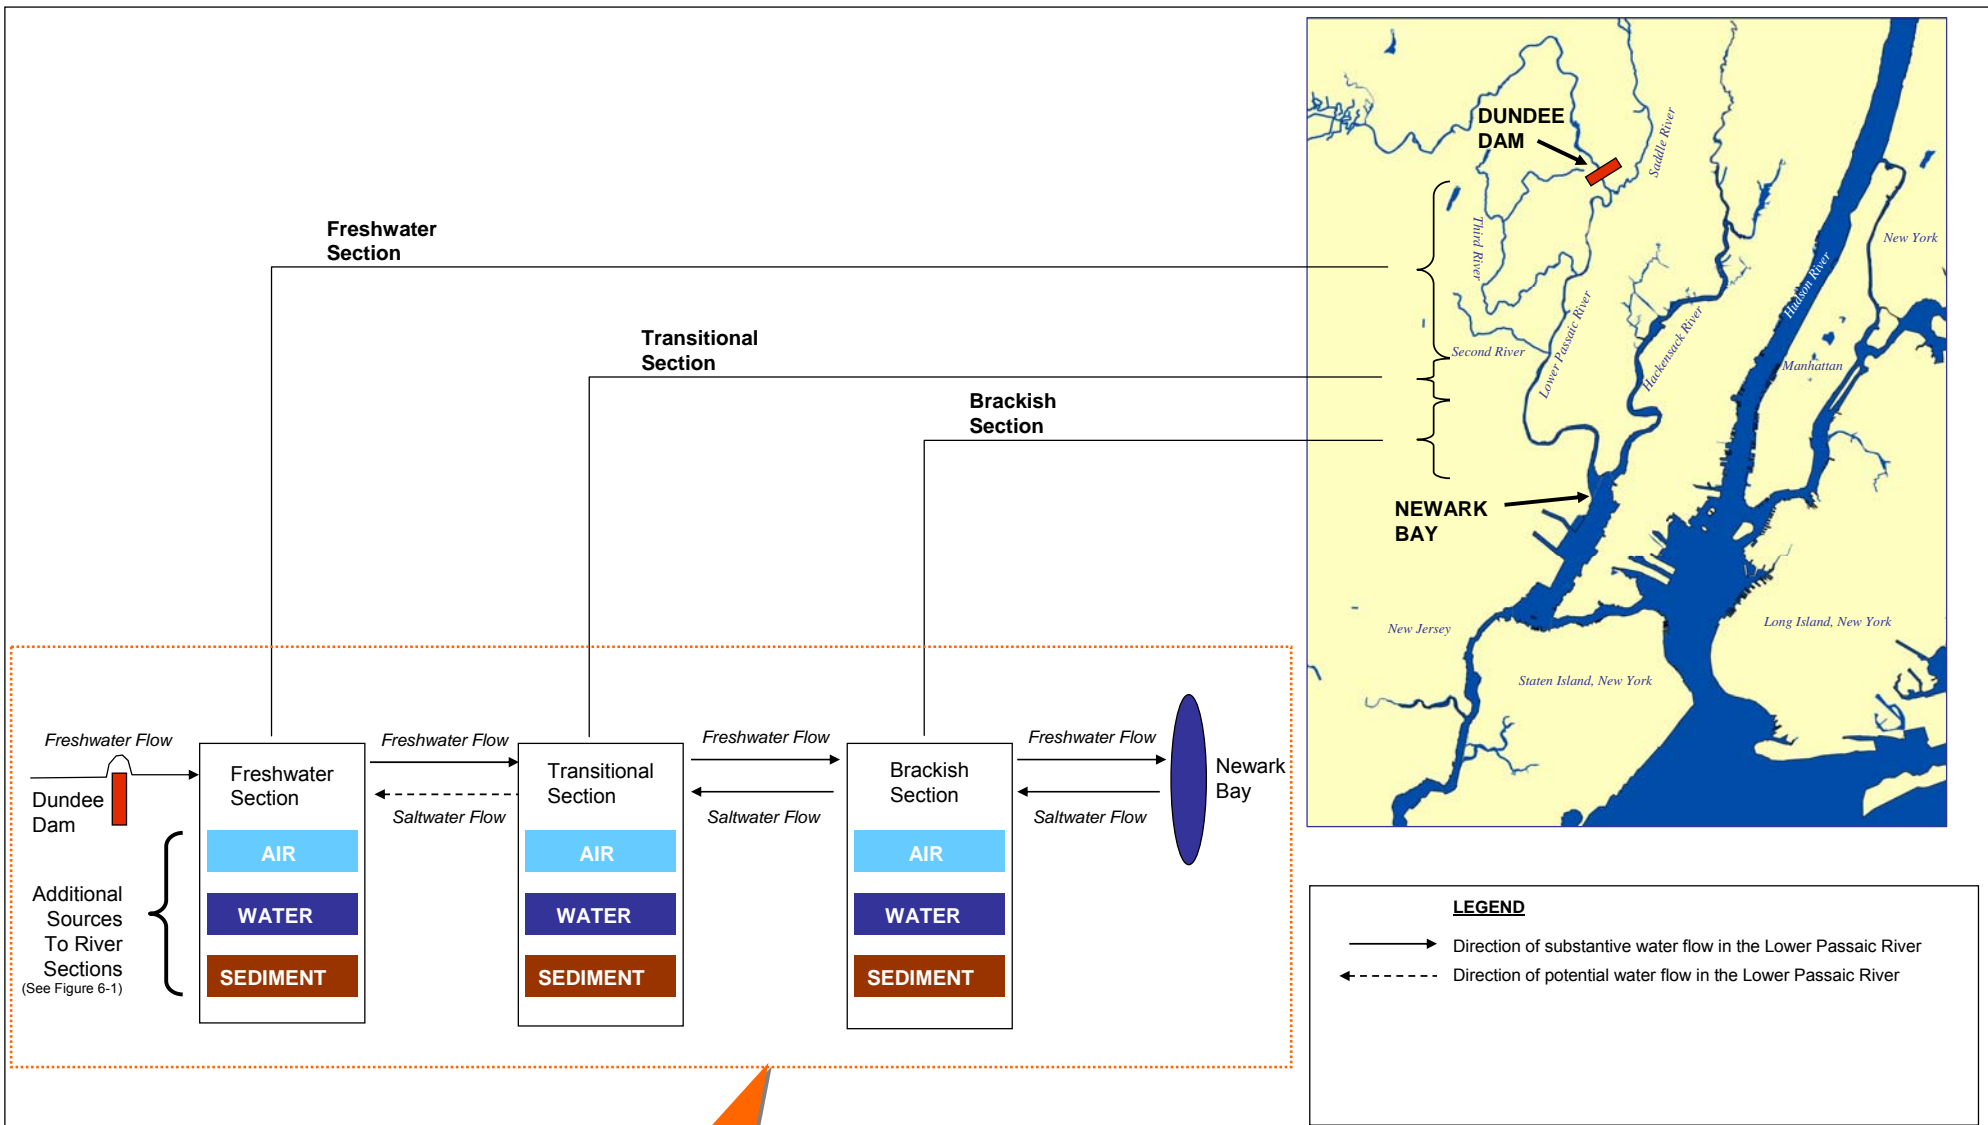 Freshwater
Section
Transitional
Section
Brackish
Section
DUNDEE
DAM
Saddle River
Third River
New York
Hudson River
Lower Passaic River
Hackensack River
Second River
Manhattan
NEWARK
BAY
New Jersey
Long Island, New York
Staten Island, New York
Freshwater Flow
Dundee
Dam
Freshwater
Section
AIR
WATER
SEDIMENT
Additional
Sources
To River
Sections
(See Figure 6-1)
Freshwater Flow
Saltwater Flow
Transitional
Section
AIR
WATER
SEDIMENT
Freshwater Flow
Saltwater Flow
Brackish
Section
AIR
WATER
SEDIMENT
Freshwater Flow
Saltwater Flow
Newark
Bay
LEGEND
Direction of substantive water flow in the Lower Passaic River
Direction of potential water flow in the Lower Passaic River